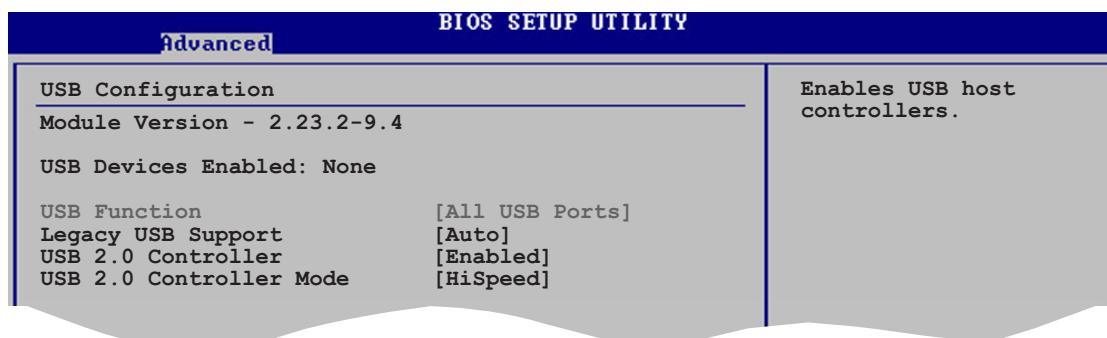 BIOS SETUP UTILITY
Advanced
USB Configuration
Module Version - 2.23.2-9.4
USB Devices Enabled: None
USB Function [All USB Ports]
Legacy USB Support [Auto]
USB 2.0 Controller [Enabled]
USB 2.0 Controller Mode [HiSpeed]
Enables USB host
controllers.